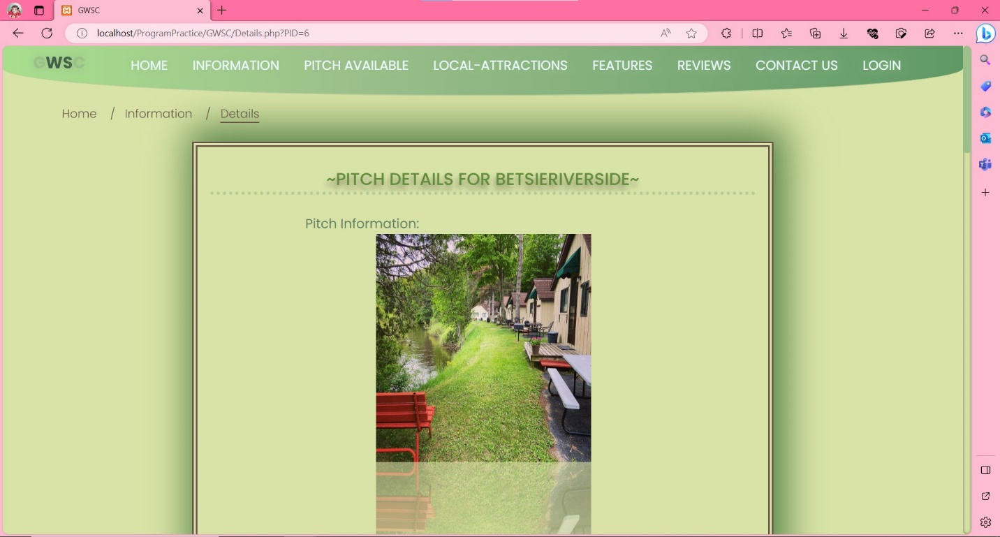 GWSC
localhost/ProgramPractice/GWSC/Details.php?PID=6
GWSC
HOME INFORMATION PITCH AVAILABLE LOCAL-ATTRACTIONS FEATURES REVIEWS CONTACT US LOGIN
Home / Information / Details
~PITCH DETAILS FOR BETSIERIVERSIDE~
Pitch Information: